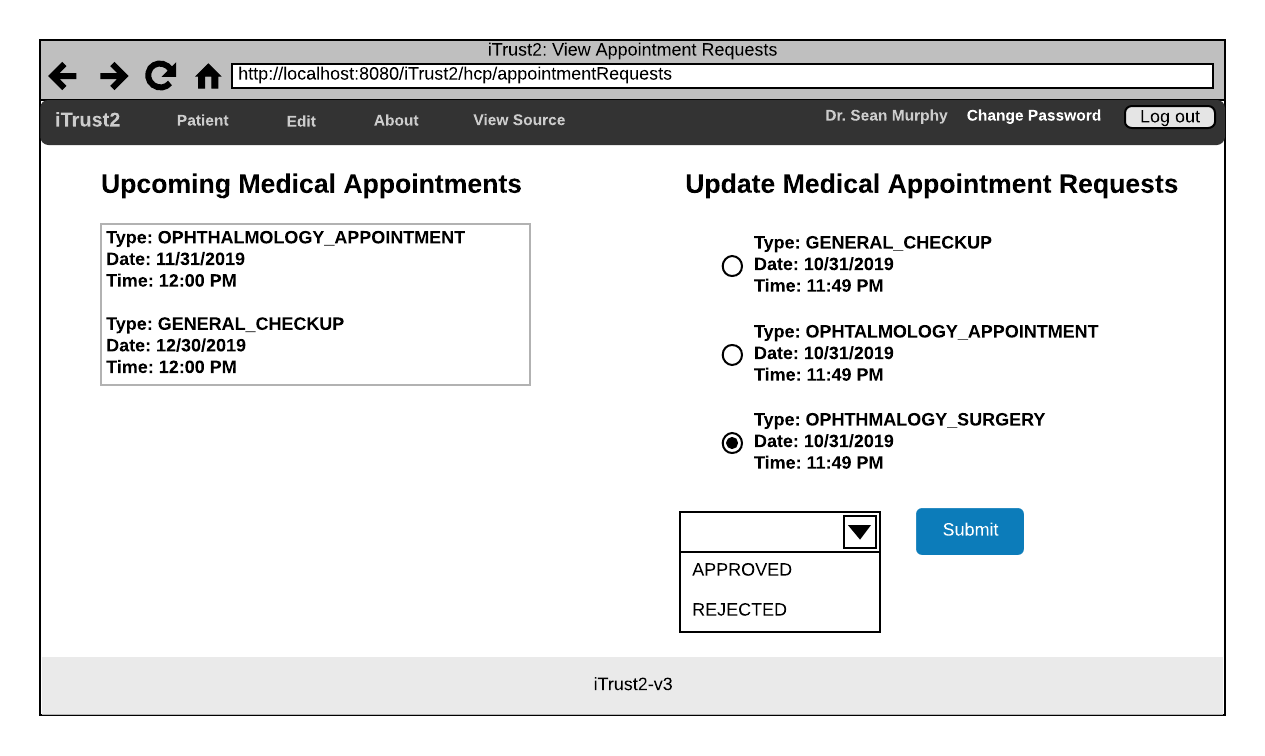 iTrust2: View Appointment Requests
http://localhost:8080/iTrust2/hcp/appointmentRequests
iTrust2 Patient Edit About View Source Dr. Sean Murphy Change Password Log out
Upcoming Medical Appointments
Type: OPHTHALMOLOGY_APPOINTMENT
Date: 11/31/2019
Time: 12:00 PM
Type: GENERAL_CHECKUP
Date: 12/30/2019
Time: 12:00 PM
Update Medical Appointment Requests
Type: GENERAL_CHECKUP
Date: 10/31/2019
Time: 11:49 PM
Type: OPHTALMOLOGY_APPOINTMENT
Date: 10/31/2019
Time: 11:49 PM
Type: OPHTHMALOGY_SURGERY
Date: 10/31/2019
Time: 11:49 PM
Submit
APPROVED
REJECTED
iTrust2-v3